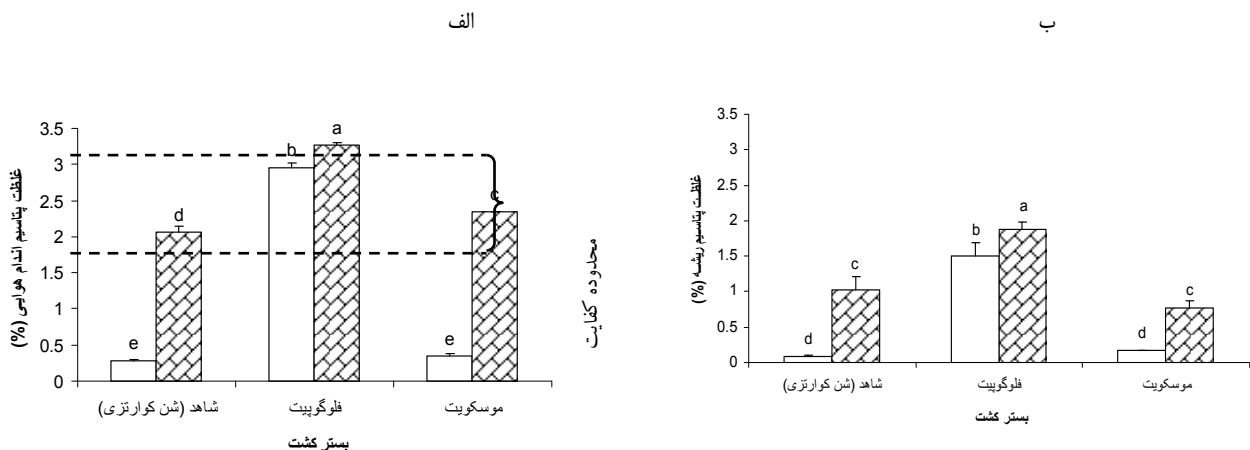 الف
غلظت پتاسیم اندام هوایی (%)
3.5
3
2.5
2
1.5
1
0.5
0
e
d
b
a
e
c
شاهد (شن کوارتزی)
فلوگوپیت
موسکویت
بستر کشت
محدوده کفایت
ب
غلظت پتاسیم ریشه (%)
3.5
3
2.5
2
1.5
1
0.5
0
d
c
b
a
d
c
شاهد (شن کوارتزی)
فلوگوپیت
موسکویت
بستر کشت